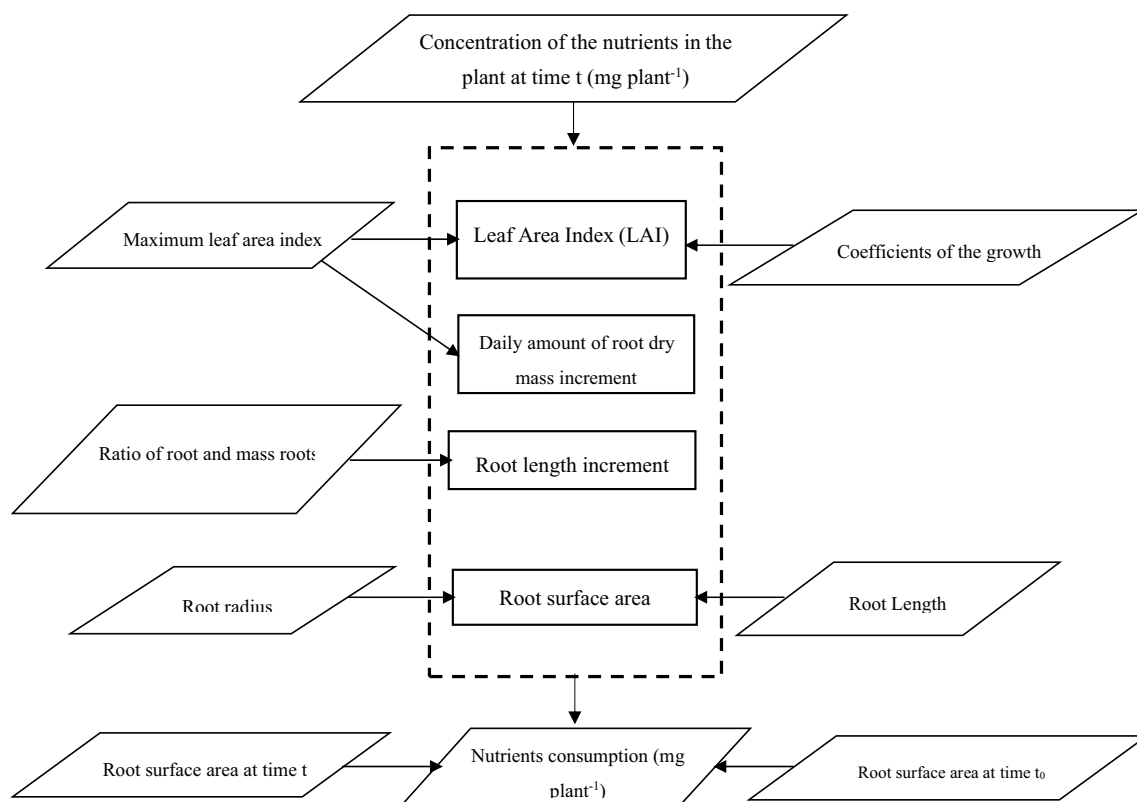 Concentration of the nutrients in the
plant at time t (mg plant⁻¹)
Maximum leaf area index
Leaf Area Index (LAI)
Coefficients of the growth
Daily amount of root dry
mass increment
Ratio of root and mass roots
Root length increment
Root radius
Root surface area
Root Length
Root surface area at time t
Nutrients consumption (mg
plant⁻¹)
Root surface area at time t₀